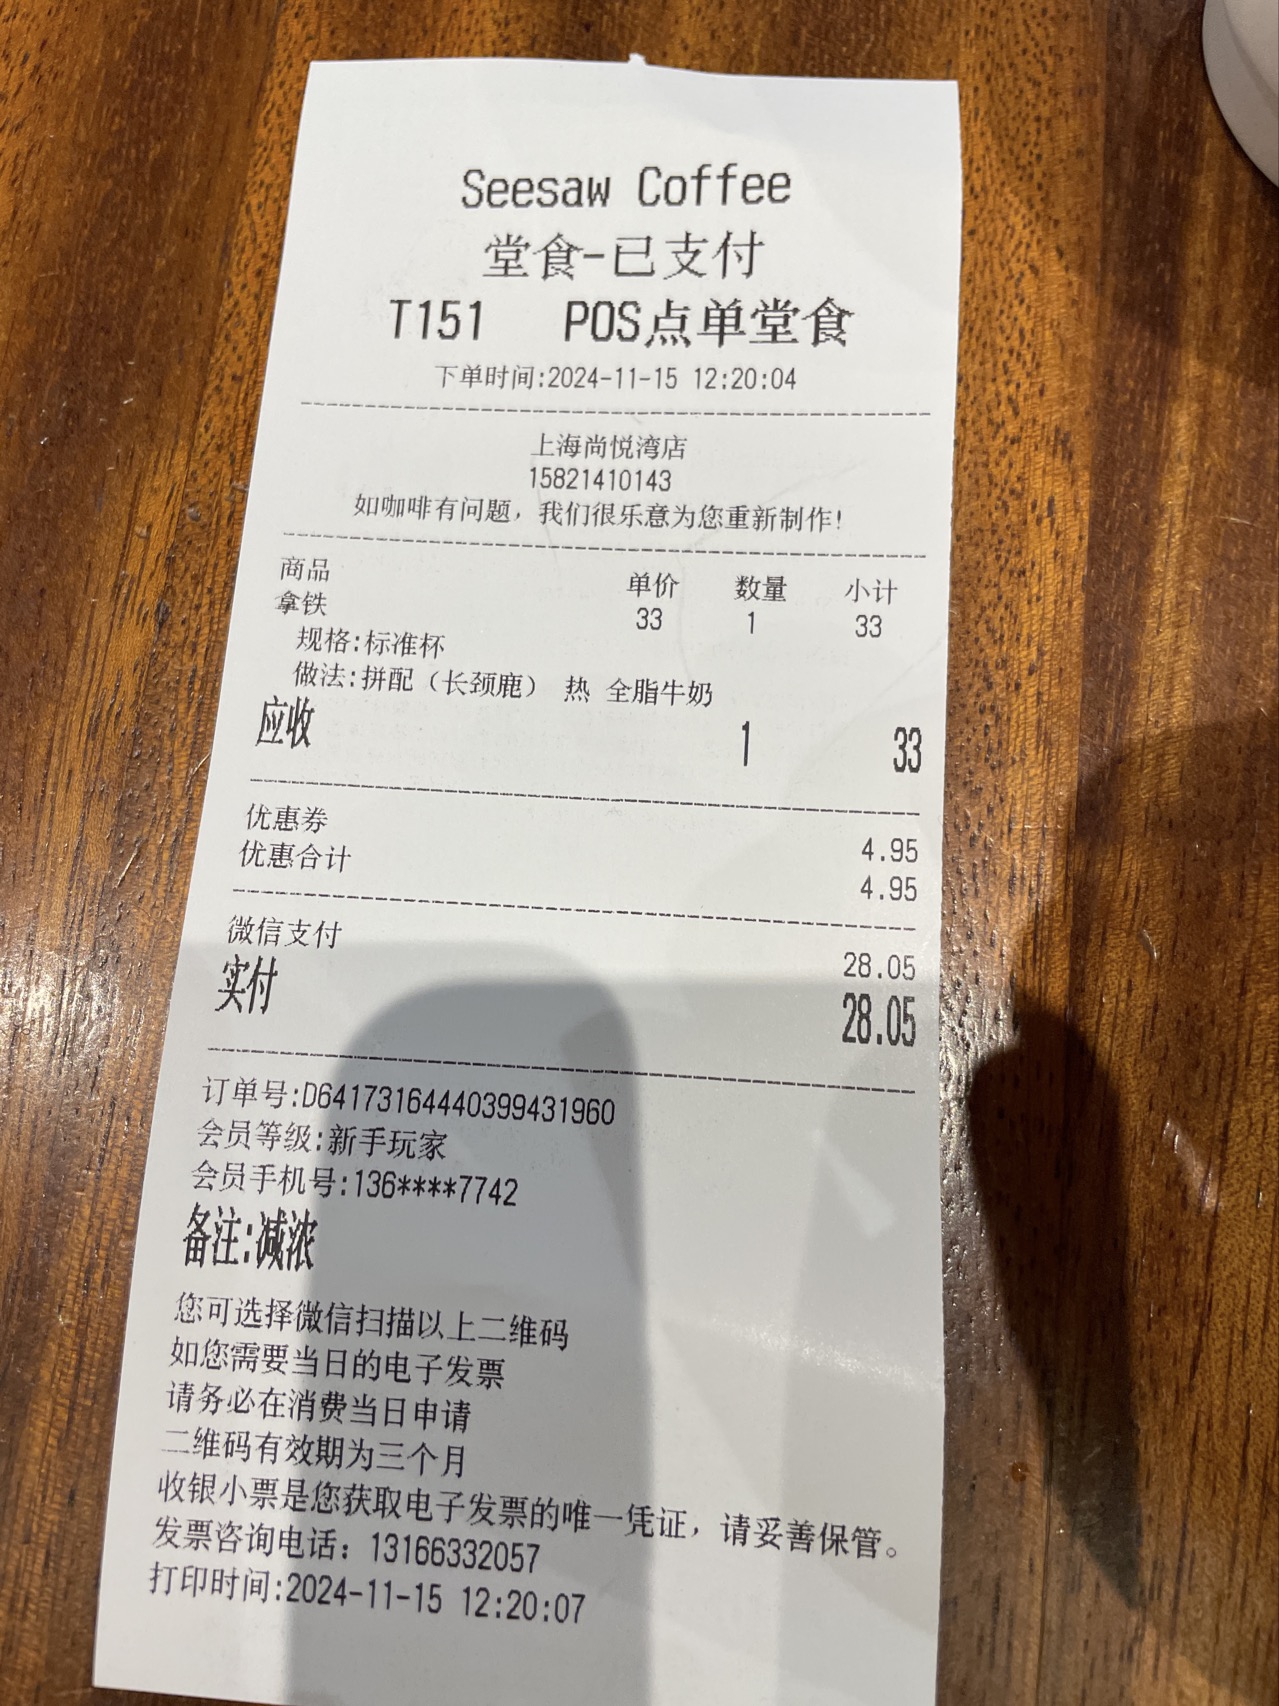 Seesaw Coffee
堂食-已支付
T151 POS点单堂食
下单时间:2024-11-15 12:20:04
上海尚悦湾店
15821410143
如咖啡有问题，我们很乐意为您重新制作!
商品 单价 数量 小计
拿铁 33 1 33
规格:标准杯
做法:拼配（长颈鹿） 热 全脂牛奶
应收 1 33
优惠券 4.95
优惠合计 4.95
微信支付 28.05
实付 28.05
订单号:D641731644440399431960
会员等级:新手玩家
会员手机号:136****7742
备注:减浓
您可选择微信扫描以上二维码
如您需要当日的电子发票
请务必在消费当日申请
二维码有效期为三个月
收银小票是您获取电子发票的唯一凭证，请妥善保管。
发票咨询电话：13166332057
打印时间:2024-11-15 12:20:07